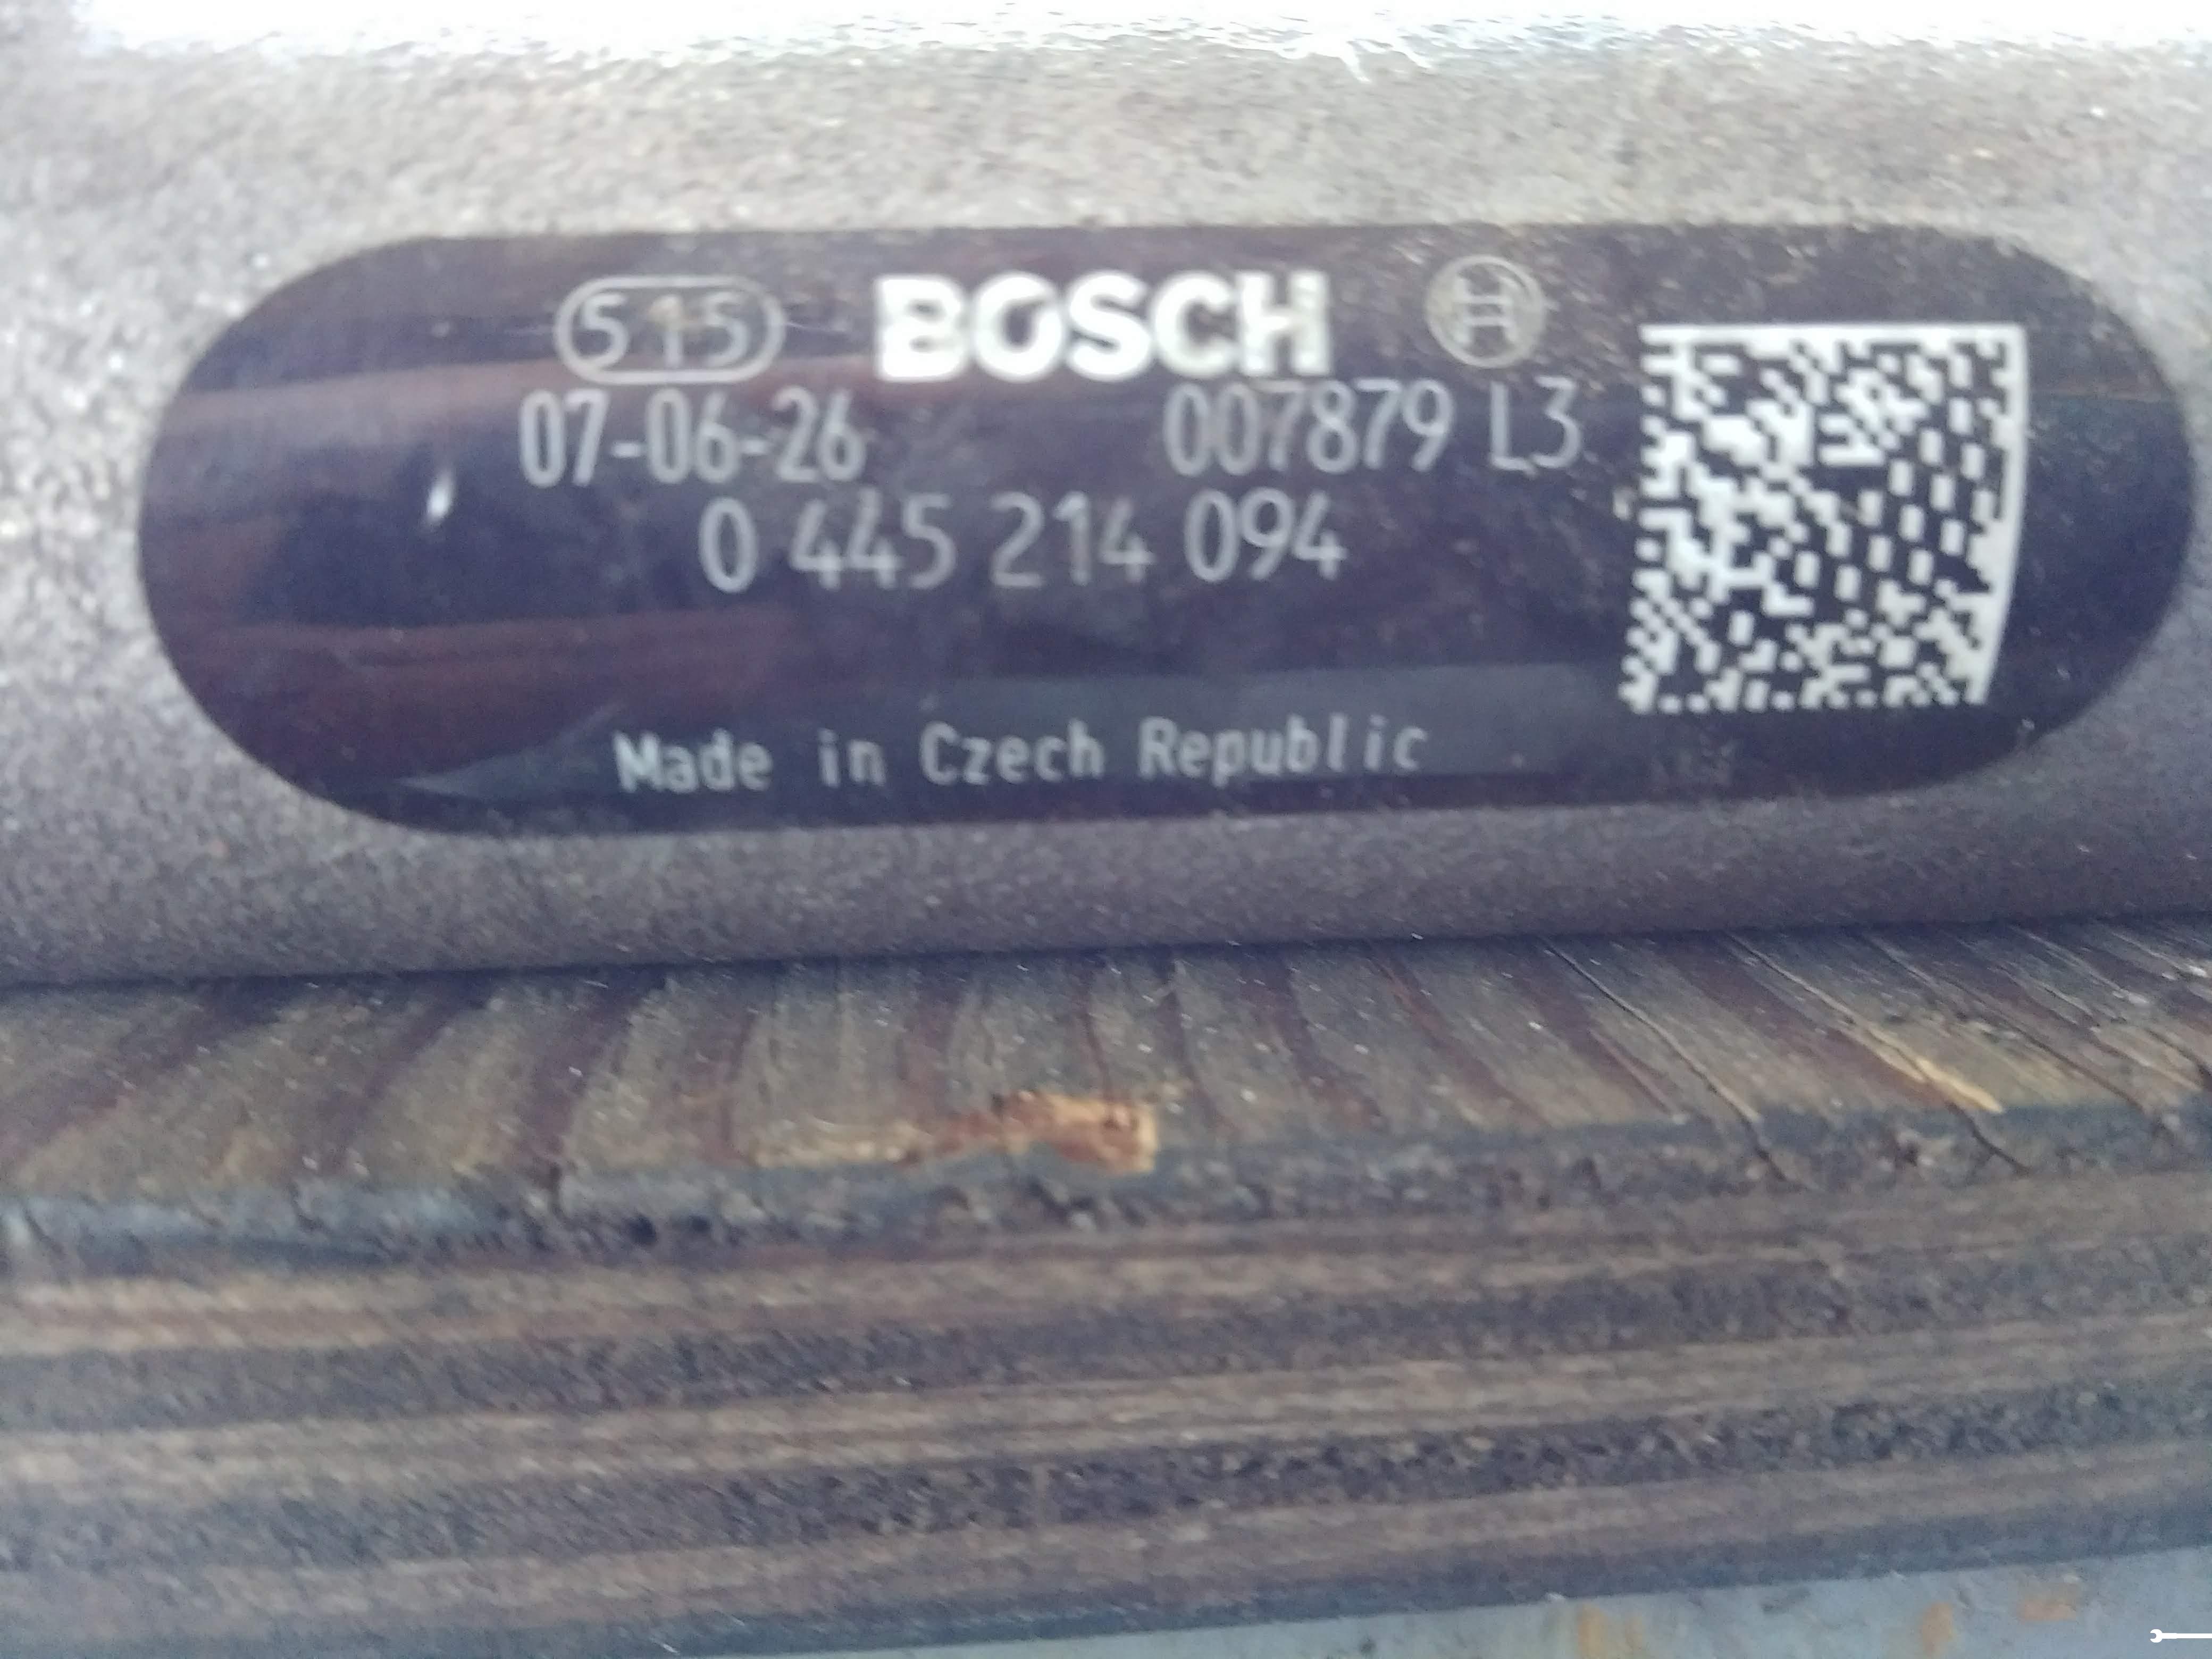 515 BOSCH
07-06-26 007879 L3
0 445 214 094
Made in Czech Republic